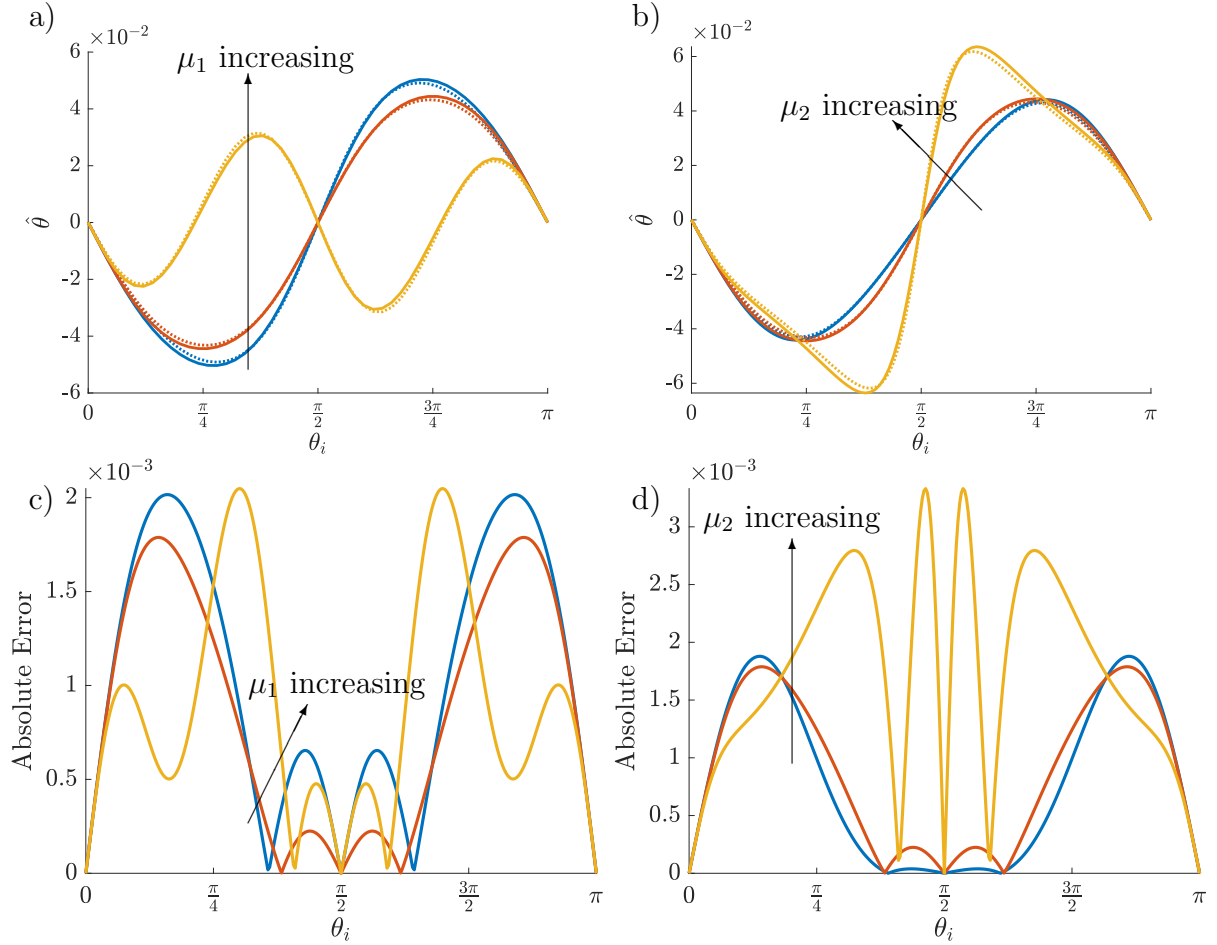 a)
×10⁻²
μ₁ increasing
6
4
2
0
-2
-4
-6
θ̂
0
π/4
π/2
3π/4
π
θᵢ
b)
×10⁻²
μ₂ increasing
6
4
2
0
-2
-4
-6
θ̂
0
π/4
π/2
3π/4
π
θᵢ
c)
×10⁻³
2
1.5
1
0.5
0
Absolute Error
μ₁ increasing
0
π/4
π/2
3π/2
π
θᵢ
d)
×10⁻³
μ₂ increasing
3
2.5
2
1.5
1
0.5
0
Absolute Error
0
π/4
π/2
3π/2
π
θᵢ